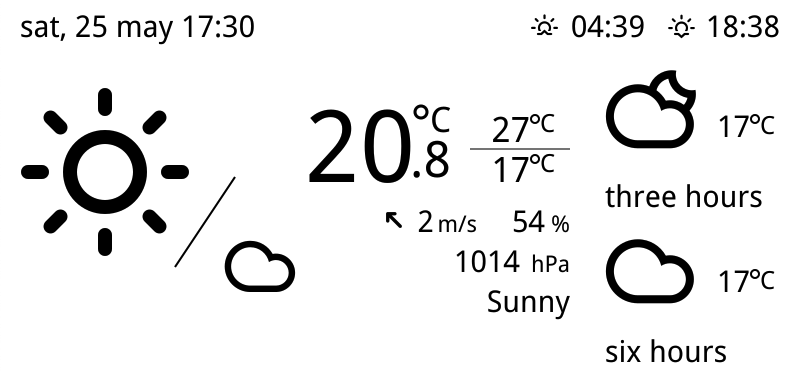 sat, 25 may 17:30
04:39 18:38
20.8°C
27°C
17°C
2 m/s 54 %
1014 hPa
Sunny
17°C
three hours
17°C
six hours